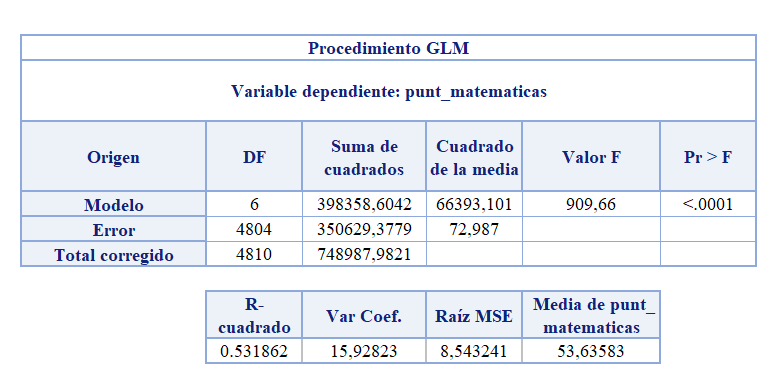 Procedimiento GLM
Variable dependiente: punt_matematicas
Origen DF Suma de cuadrados Cuadrado de la media Valor F Pr > F
Modelo 6 398358,6042 66393,101 909,66 <.0001
Error 4804 350629,3779 72,987
Total corregido 4810 748987,9821
R-cuadrado Var Coef. Raíz MSE Media de punt_matematicas
0.531862 15,92823 8,543241 53,63583